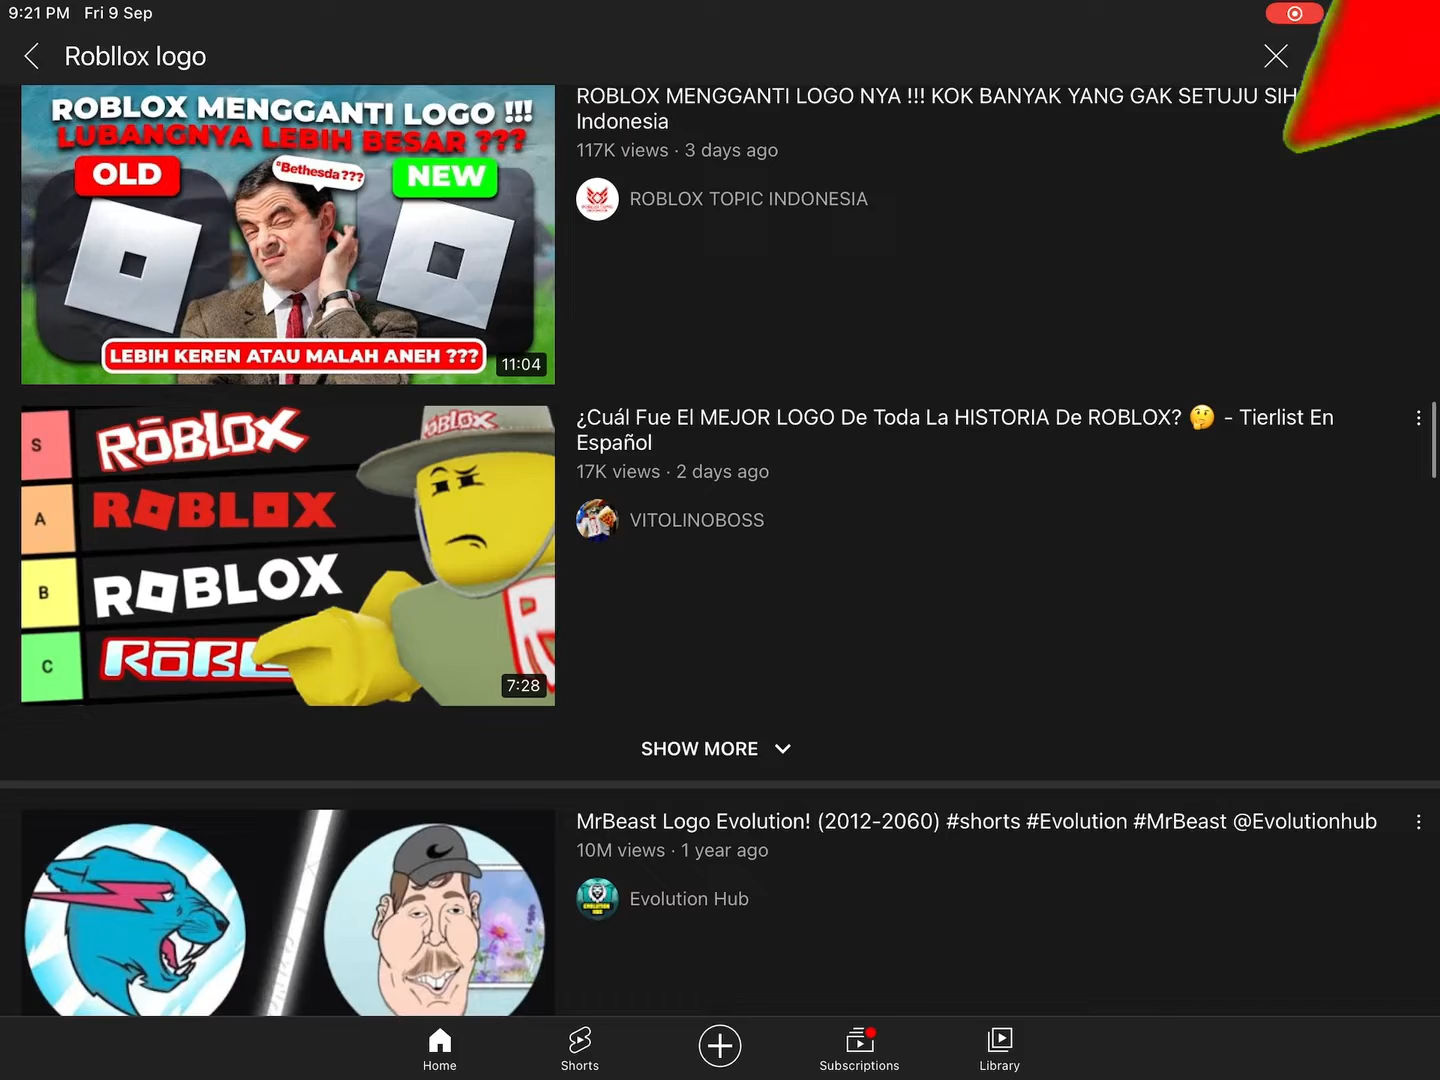 9:21 PM Fri 9 Sep
Robllox logo
ROBLOX MENGGANTI LOGO !!!
LUBANGNYA LEBIH BESAR ???
OLD
"Bethesda???
NEW
LEBIH KEREN ATAU MALAH ANEH ???
11:04
ROBLOX MENGGANTI LOGO NYA !!! KOK BANYAK YANG GAK SETUJU SIH
Indonesia
117K views · 3 days ago
ROBLOX TOPIC INDONESIA
S
RŌBLOX
A
ROBLOX
B
ROBLOX
C
RŌBL
ROBLOX
R
7:28
¿Cuál Fue El MEJOR LOGO De Toda La HISTORIA De ROBLOX? 🤔 - Tierlist En
Español
17K views · 2 days ago
VITOLINOBOSS
SHOW MORE
MrBeast Logo Evolution! (2012-2060) #shorts #Evolution #MrBeast @Evolutionhub
10M views · 1 year ago
EVOLUTION
HUB
Evolution Hub
Home
Shorts
Subscriptions
Library